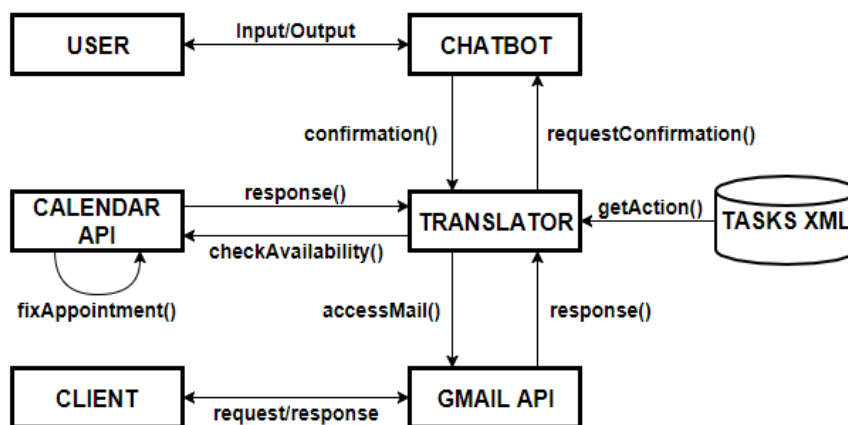 Input/Output
USER
CHATBOT
confirmation()
requestConfirmation()
response()
CALENDAR
API
TRANSLATOR
getAction()
TASKS XML
checkAvailability()
fixAppointment()
accessMail()
response()
CLIENT
request/response
GMAIL API